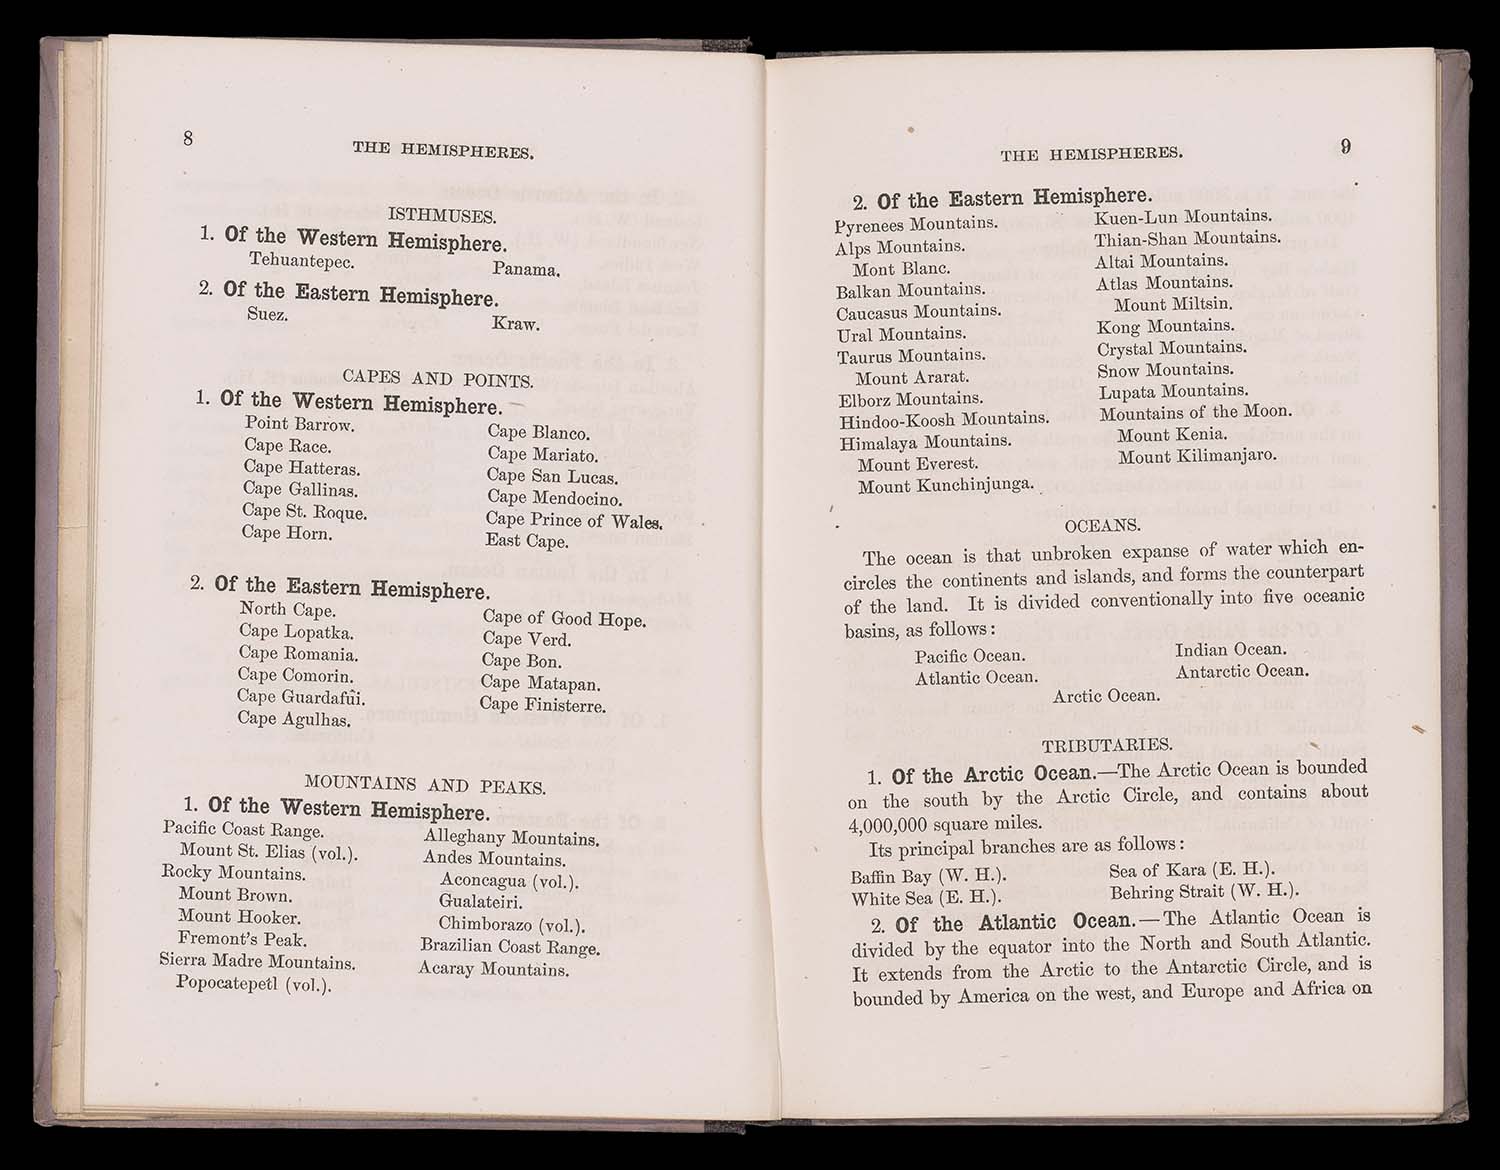 8
THE HEMISPHERES.
ISTHMUSES.
1. Of the Western Hemisphere.
Tehuantepec. Panama.
2. Of the Eastern Hemisphere.
Suez. Kraw.
CAPES AND POINTS.
1. Of the Western Hemisphere.
Point Barrow. Cape Blanco.
Cape Race. Cape Mariato.
Cape Hatteras. Cape San Lucas.
Cape Gallinas. Cape Mendocino.
Cape St. Roque. Cape Prince of Wales.
Cape Horn. East Cape.
2. Of the Eastern Hemisphere.
North Cape. Cape of Good Hope.
Cape Lopatka. Cape Verd.
Cape Romania. Cape Bon.
Cape Comorin. Cape Matapan.
Cape Guardafûi. Cape Finisterre.
Cape Agulhas.
MOUNTAINS AND PEAKS.
1. Of the Western Hemisphere.
Pacific Coast Range. Alleghany Mountains.
Mount St. Elias (vol.). Andes Mountains.
Rocky Mountains. Aconcagua (vol.).
Mount Brown. Gualateiri.
Mount Hooker. Chimborazo (vol.).
Fremont's Peak. Brazilian Coast Range.
Sierra Madre Mountains. Acaray Mountains.
Popocatepetl (vol.).
THE HEMISPHERES.
9
2. Of the Eastern Hemisphere.
Pyrenees Mountains. Kuen-Lun Mountains.
Alps Mountains. Thian-Shan Mountains.
Mont Blanc. Altai Mountains.
Balkan Mountains. Atlas Mountains.
Caucasus Mountains. Mount Miltsin.
Ural Mountains. Kong Mountains.
Taurus Mountains. Crystal Mountains.
Mount Ararat. Snow Mountains.
Elborz Mountains. Lupata Mountains.
Hindoo-Koosh Mountains. Mountains of the Moon.
Himalaya Mountains. Mount Kenia.
Mount Everest. Mount Kilimanjaro.
Mount Kunchinjunga.
OCEANS.
The ocean is that unbroken expanse of water which en-
circles the continents and islands, and forms the counterpart
of the land. It is divided conventionally into five oceanic
basins, as follows:
Pacific Ocean. Indian Ocean.
Atlantic Ocean. Antarctic Ocean.
Arctic Ocean.
TRIBUTARIES.
1. Of the Arctic Ocean.—The Arctic Ocean is bounded
on the south by the Arctic Circle, and contains about
4,000,000 square miles.
Its principal branches are as follows:
Baffin Bay (W. H.). Sea of Kara (E. H.).
White Sea (E. H.). Behring Strait (W. H.).
2. Of the Atlantic Ocean.—The Atlantic Ocean is
divided by the equator into the North and South Atlantic.
It extends from the Arctic to the Antarctic Circle, and is
bounded by America on the west, and Europe and Africa on